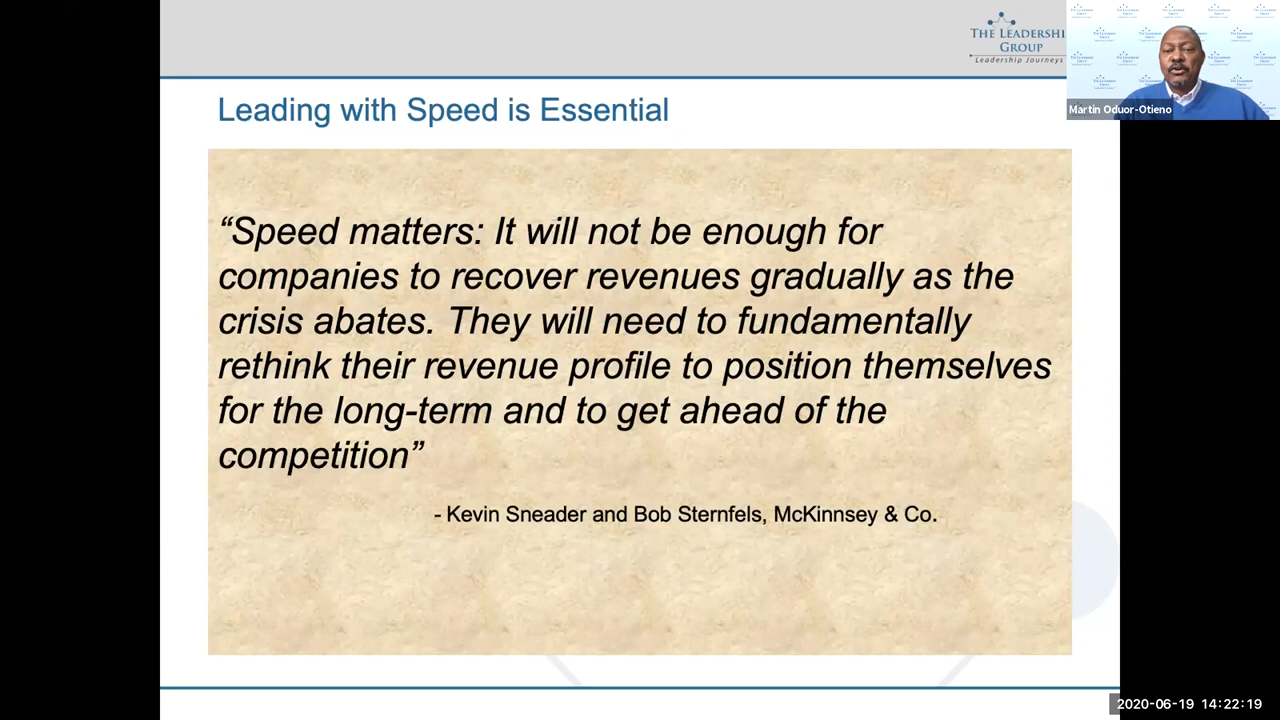 THE LEADERSHI
GROUP
Leadership Journeys
Martin Oduor-Otieno
Leading with Speed is Essential
“Speed matters: It will not be enough for
companies to recover revenues gradually as the
crisis abates. They will need to fundamentally
rethink their revenue profile to position themselves
for the long-term and to get ahead of the
competition”
- Kevin Sneader and Bob Sternfels, McKinnsey & Co.
2020-06-19 14:22:19